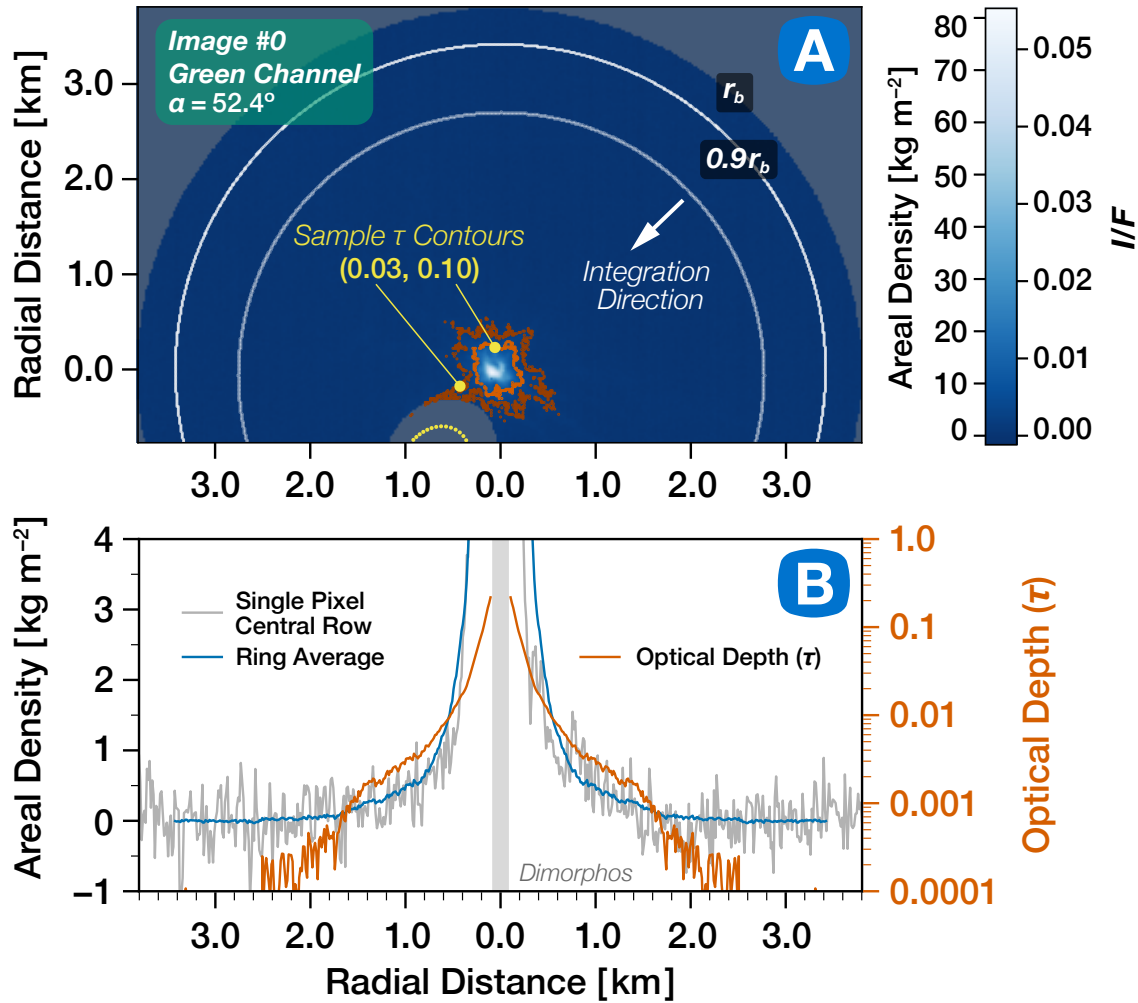 Image #0
Green Channel
α = 52.4°
A
r_b
0.9r_b
Sample τ Contours
(0.03, 0.10)
Integration
Direction
Radial Distance [km]
3.0
2.0
1.0
0.0
3.0 2.0 1.0 0.0 1.0 2.0 3.0
Areal Density [kg m⁻²]
80
70
60
50
40
30
20
10
0
0.05
0.04
0.03
0.02
0.01
0.00
I/F
B
Areal Density [kg m⁻²]
4
3
2
1
0
−1
Single Pixel
Central Row
Ring Average
Optical Depth (τ)
Dimorphos
1.0
0.1
0.01
0.001
0.0001
Optical Depth (τ)
3.0 2.0 1.0 0.0 1.0 2.0 3.0
Radial Distance [km]